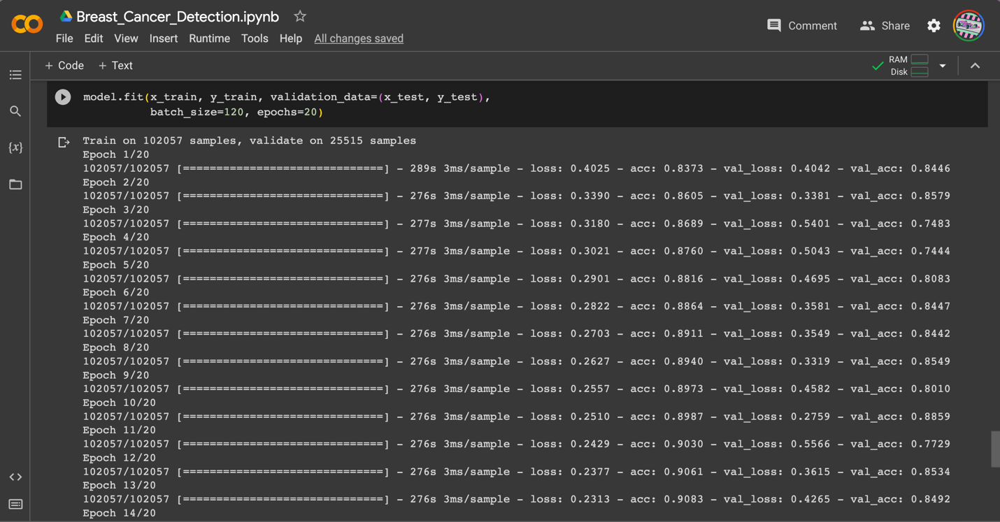 Breast_Cancer_Detection.ipynb
File Edit View Insert Runtime Tools Help All changes saved
Comment Share
+ Code + Text
RAM
Disk
model.fit(x_train, y_train, validation_data=(x_test, y_test),
batch_size=120, epochs=20)
Train on 102057 samples, validate on 25515 samples
Epoch 1/20
102057/102057 [==============================] - 289s 3ms/sample - loss: 0.4025 - acc: 0.8373 - val_loss: 0.4042 - val_acc: 0.8446
Epoch 2/20
102057/102057 [==============================] - 276s 3ms/sample - loss: 0.3390 - acc: 0.8605 - val_loss: 0.3381 - val_acc: 0.8579
Epoch 3/20
102057/102057 [==============================] - 277s 3ms/sample - loss: 0.3180 - acc: 0.8689 - val_loss: 0.5401 - val_acc: 0.7483
Epoch 4/20
102057/102057 [==============================] - 277s 3ms/sample - loss: 0.3021 - acc: 0.8760 - val_loss: 0.5043 - val_acc: 0.7444
Epoch 5/20
102057/102057 [==============================] - 276s 3ms/sample - loss: 0.2901 - acc: 0.8816 - val_loss: 0.4695 - val_acc: 0.8083
Epoch 6/20
102057/102057 [==============================] - 276s 3ms/sample - loss: 0.2822 - acc: 0.8864 - val_loss: 0.3581 - val_acc: 0.8447
Epoch 7/20
102057/102057 [==============================] - 276s 3ms/sample - loss: 0.2703 - acc: 0.8911 - val_loss: 0.3549 - val_acc: 0.8442
Epoch 8/20
102057/102057 [==============================] - 276s 3ms/sample - loss: 0.2627 - acc: 0.8940 - val_loss: 0.3319 - val_acc: 0.8549
Epoch 9/20
102057/102057 [==============================] - 276s 3ms/sample - loss: 0.2557 - acc: 0.8973 - val_loss: 0.4582 - val_acc: 0.8010
Epoch 10/20
102057/102057 [==============================] - 276s 3ms/sample - loss: 0.2510 - acc: 0.8987 - val_loss: 0.2759 - val_acc: 0.8859
Epoch 11/20
102057/102057 [==============================] - 276s 3ms/sample - loss: 0.2429 - acc: 0.9030 - val_loss: 0.5566 - val_acc: 0.7729
Epoch 12/20
102057/102057 [==============================] - 276s 3ms/sample - loss: 0.2377 - acc: 0.9061 - val_loss: 0.3615 - val_acc: 0.8534
Epoch 13/20
102057/102057 [==============================] - 276s 3ms/sample - loss: 0.2313 - acc: 0.9083 - val_loss: 0.4265 - val_acc: 0.8492
Epoch 14/20